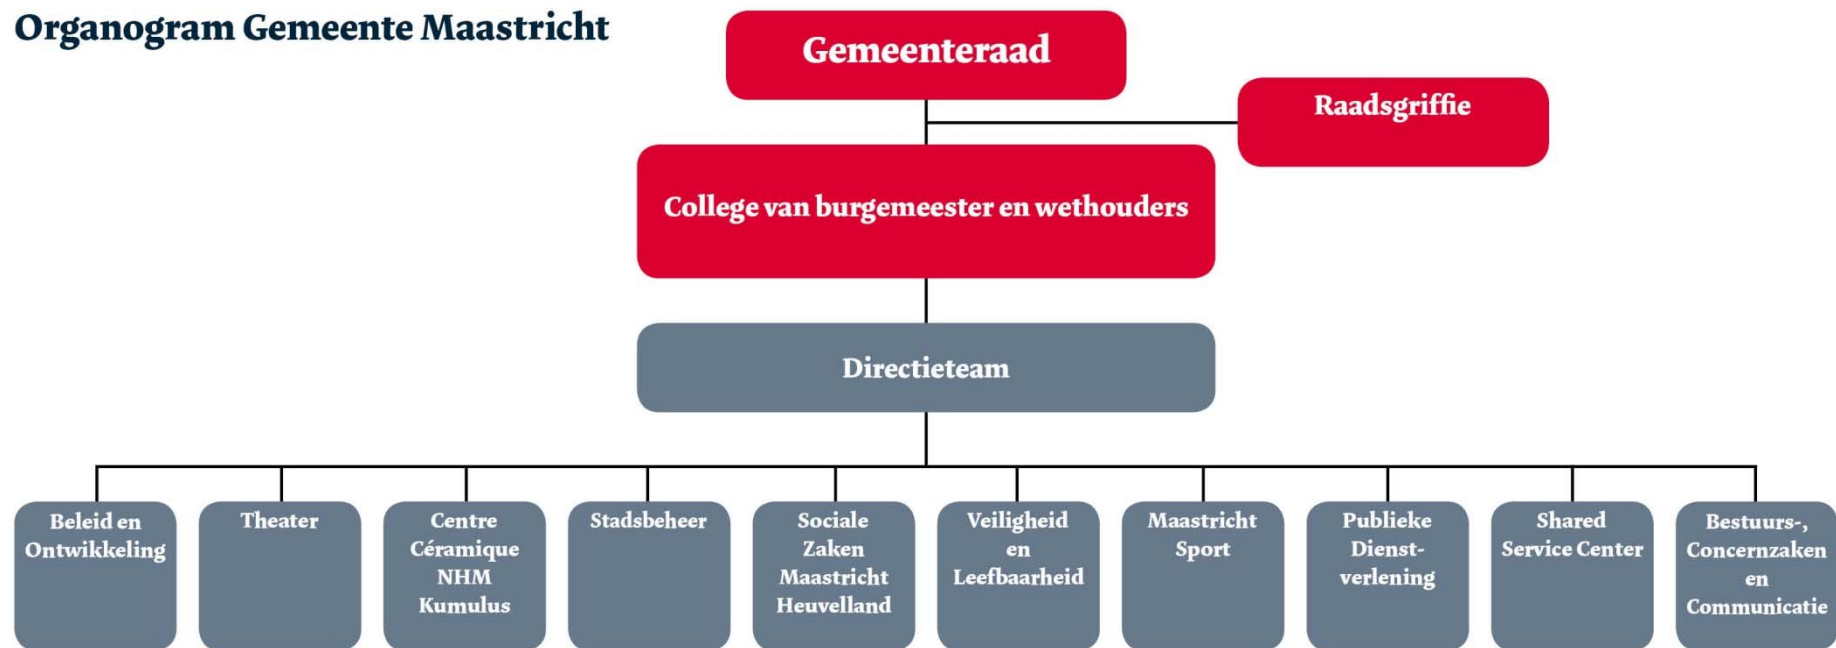 Organogram Gemeente Maastricht
Gemeenteraad
Raadsgriffie
College van burgemeester en wethouders
Directieteam
Beleid en
Ontwikkeling
Theater
Centre
Céramique
NHM
Kumulus
Stadsbeheer
Sociale
Zaken
Maastricht
Heuvelland
Veiligheid
en
Leefbaarheid
Maastricht
Sport
Publieke
Dienst-
verlening
Shared
Service Center
Bestuurs-,
Concernzaken
en
Communicatie